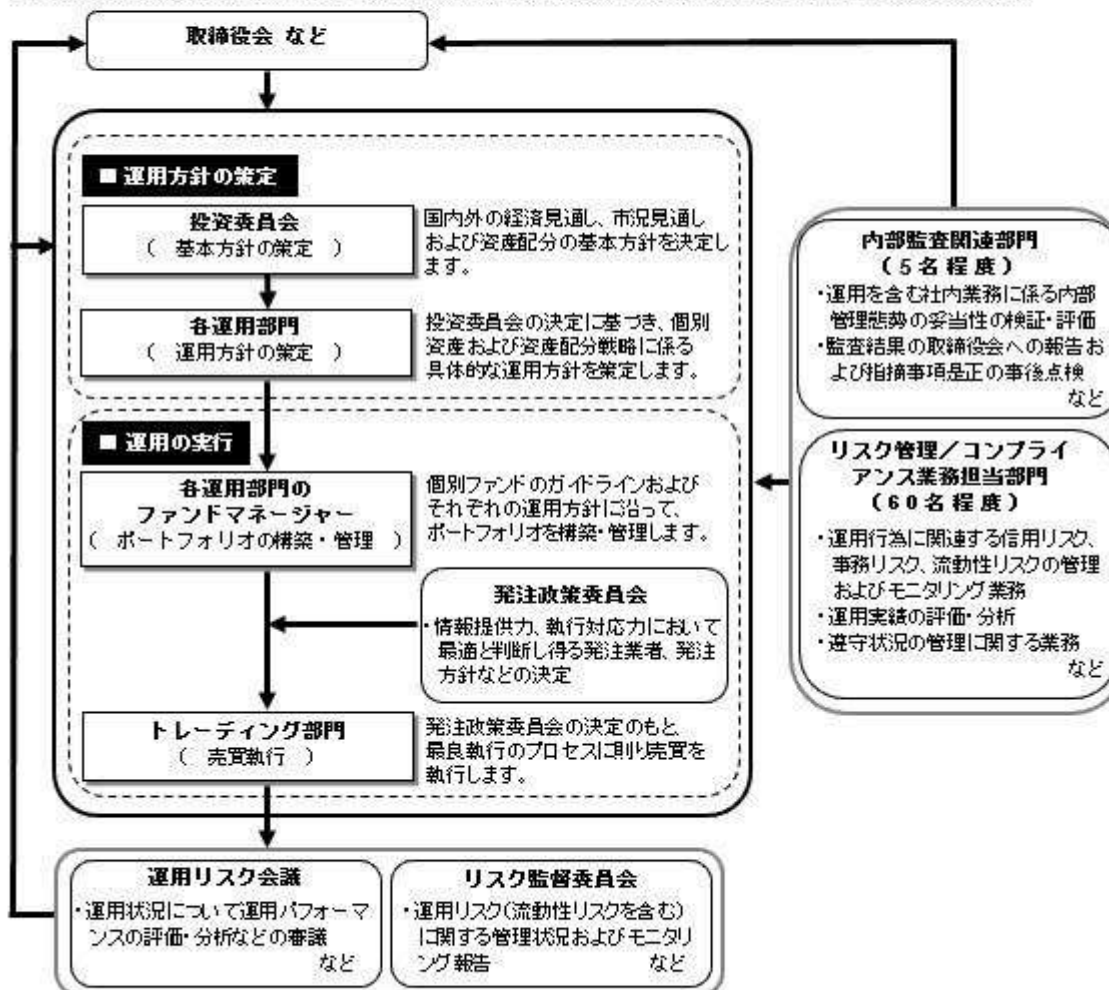 取締役会 など
■ 運用方針の策定
投資委員会
（ 基本方針の策定 ）
国内外の経済見通し、市況見通し
および資産配分の基本方針を決定し
ます。
各運用部門
（ 運用方針の策定 ）
投資委員会の決定に基づき、個別
資産および資産配分戦略に係る
具体的な運用方針を策定します。
■ 運用の実行
各運用部門の
ファンドマネージャー
（ ポートフォリオの構築・管理 ）
個別ファンドのガイドラインおよび
それぞれの運用方針に沿って、
ポートフォリオを構築・管理します。
発注政策委員会
・情報提供力、執行対応力において
最適と判断し得る発注業者、発注
方針などの決定
トレーディング部門
（ 売買執行 ）
発注政策委員会の決定のもと、
最良執行のプロセスに則り売買を
執行します。
内部監査関連部門
（５名程度）
・運用を含む社内業務に係る内部
管理態勢の妥当性の検証・評価
・監査結果の取締役会への報告お
よび指摘事項是正の事後点検
など
リスク管理／コンプライ
アンス業務担当部門
（６０名程度）
・運用行為に関連する信用リスク、
事務リスク、流動性リスクの管理
およびモニタリング業務
・運用実績の評価・分析
・遵守状況の管理に関する業務
など
運用リスク会議
・運用状況について運用パフォーマ
ンスの評価・分析などの審議
など
リスク監督委員会
・運用リスク（流動性リスクを含む）
に関する管理状況およびモニタリ
ング報告 など